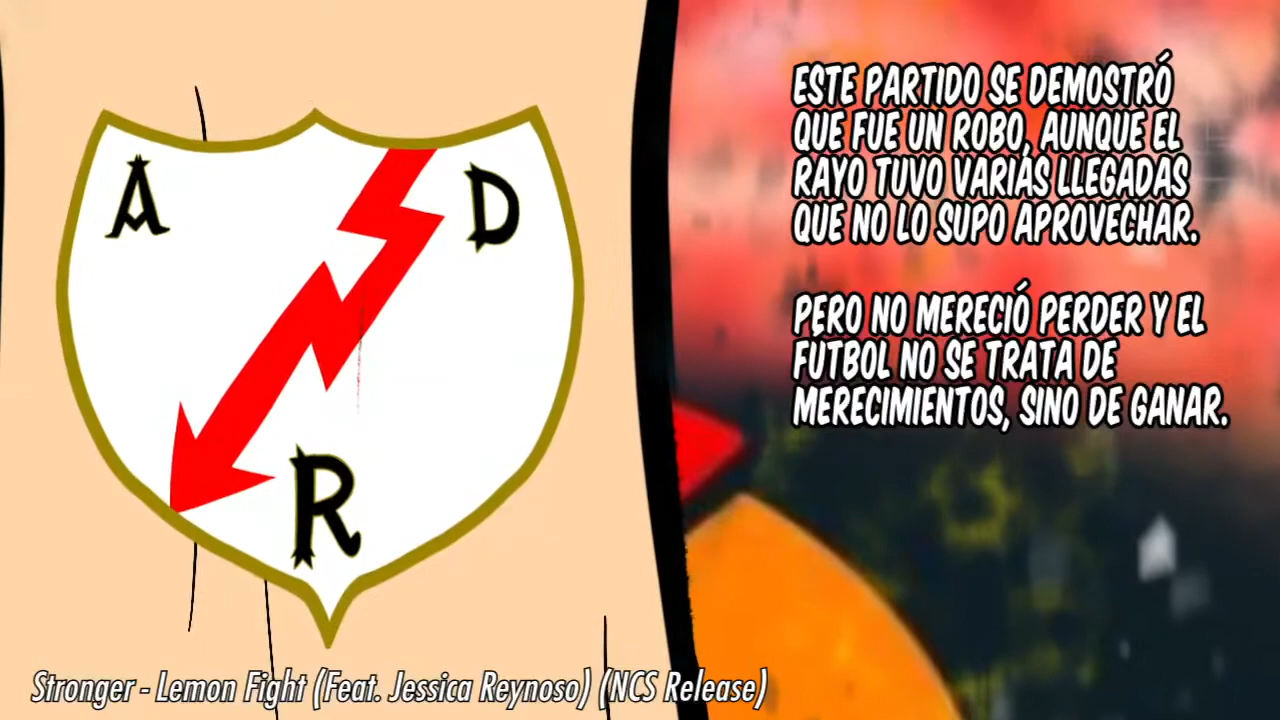 A D
R
ESTE PARTIDO SE DEMOSTRÓ
QUE FUE UN ROBO, AUNQUE EL
RAYO TUVO VARIAS LLEGADAS
QUE NO LO SUPO APROVECHAR.
PERO NO MERECIÓ PERDER Y EL
FÚTBOL NO SE TRATA DE
MERECIMIENTOS, SINO DE GANAR.
Stronger - Lemon Fight (Feat. Jessica Reynoso) (NCS Release)